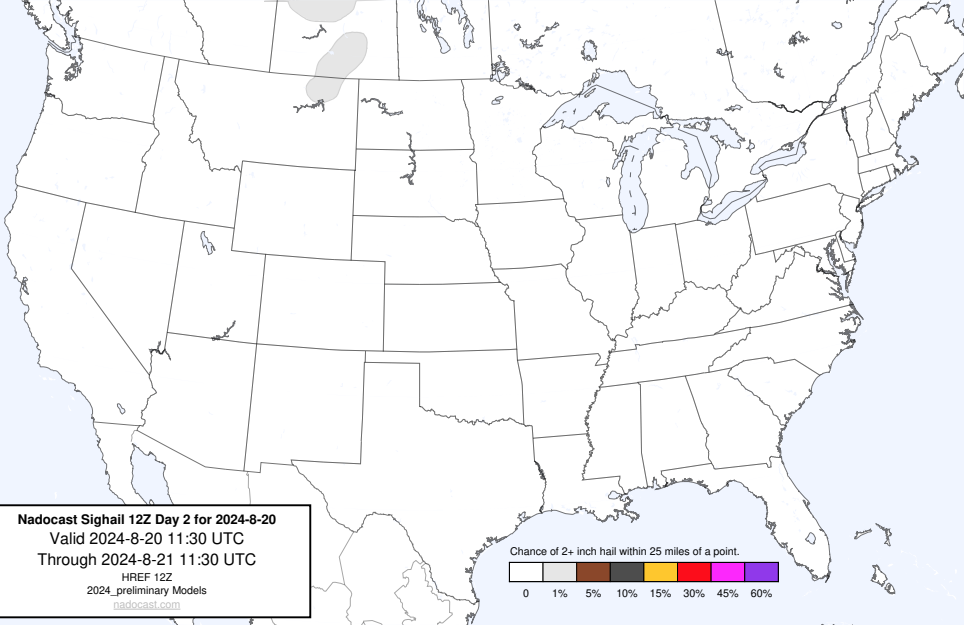 Nadocast Sighail 12Z Day 2 for 2024-8-20
Valid 2024-8-20 11:30 UTC
Through 2024-8-21 11:30 UTC
HREF 12Z
2024_preliminary Models
nadocast.com
Chance of 2+ inch hail within 25 miles of a point.
0 1% 5% 10% 15% 30% 45% 60%